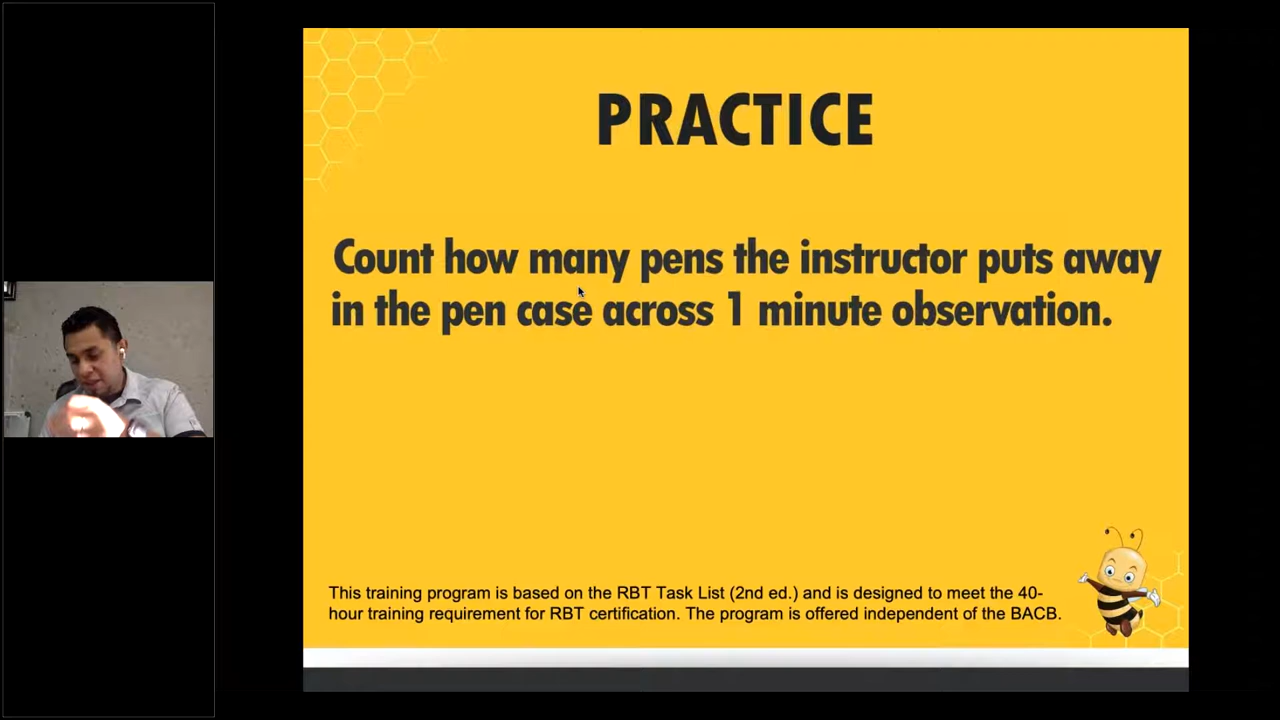 PRACTICE
Count how many pens the instructor puts away
in the pen case across 1 minute observation.
This training program is based on the RBT Task List (2nd ed.) and is designed to meet the 40-
hour training requirement for RBT certification. The program is offered independent of the BACB.